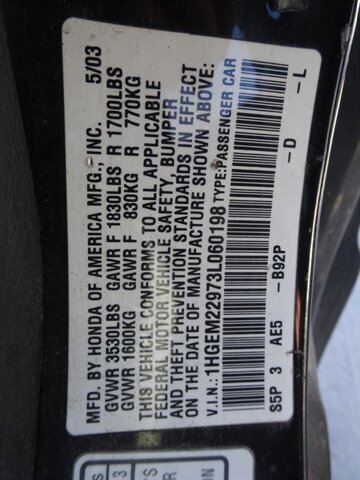 MFD. BY HONDA OF AMERICA MFG., INC. 5/03
GVWR 3530LBS GAWR F 1830LBS R 1700LBS
GVWR 1600KG GAWR F 830KG R 770KG
THIS VEHICLE CONFORMS TO ALL APPLICABLE
FEDERAL MOTOR VEHICLE SAFETY, BUMPER
AND THEFT PREVENTION STANDARDS IN EFFECT
ON THE DATE OF MANUFACTURE SHOWN ABOVE:
V.I.N.: 1HGEM22973L060198 TYPE: PASSENGER CAR
S5P 3 AE5 -B92P -D -L